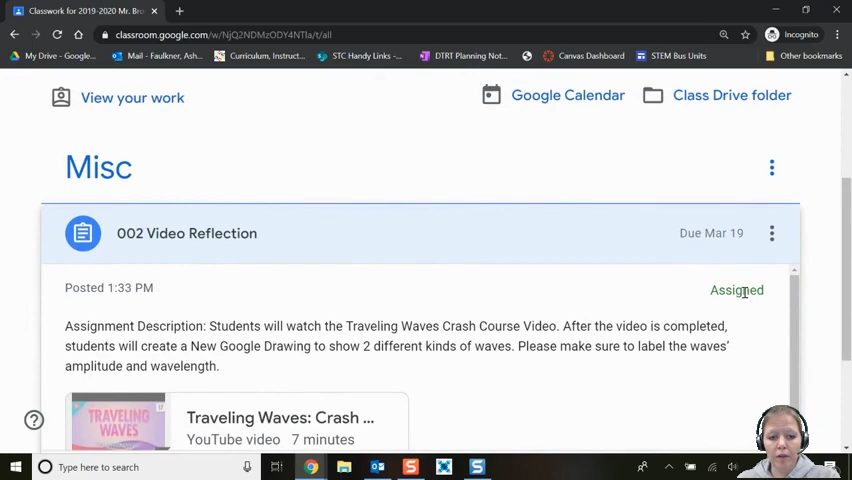 Classwork for 2019-2020 Mr. Bro
classroom.google.com/w/NjQ2NDMzODY4NTla/t/all
Incognito
My Drive - Google...
Mail - Faulkner, Ash...
Curriculum, Instruct...
STC Handy Links -...
DTRT Planning Not...
Canvas Dashboard
STEM Bus Units
Other bookmarks
View your work
Google Calendar
Class Drive folder
Misc
002 Video Reflection
Due Mar 19
Posted 1:33 PM
Assigned
Assignment Description: Students will watch the Traveling Waves Crash Course Video. After the video is completed,
students will create a New Google Drawing to show 2 different kinds of waves. Please make sure to label the waves'
amplitude and wavelength.
17
TRAVELING
WAVES
Traveling Waves: Crash ...
YouTube video 7 minutes
Type here to search